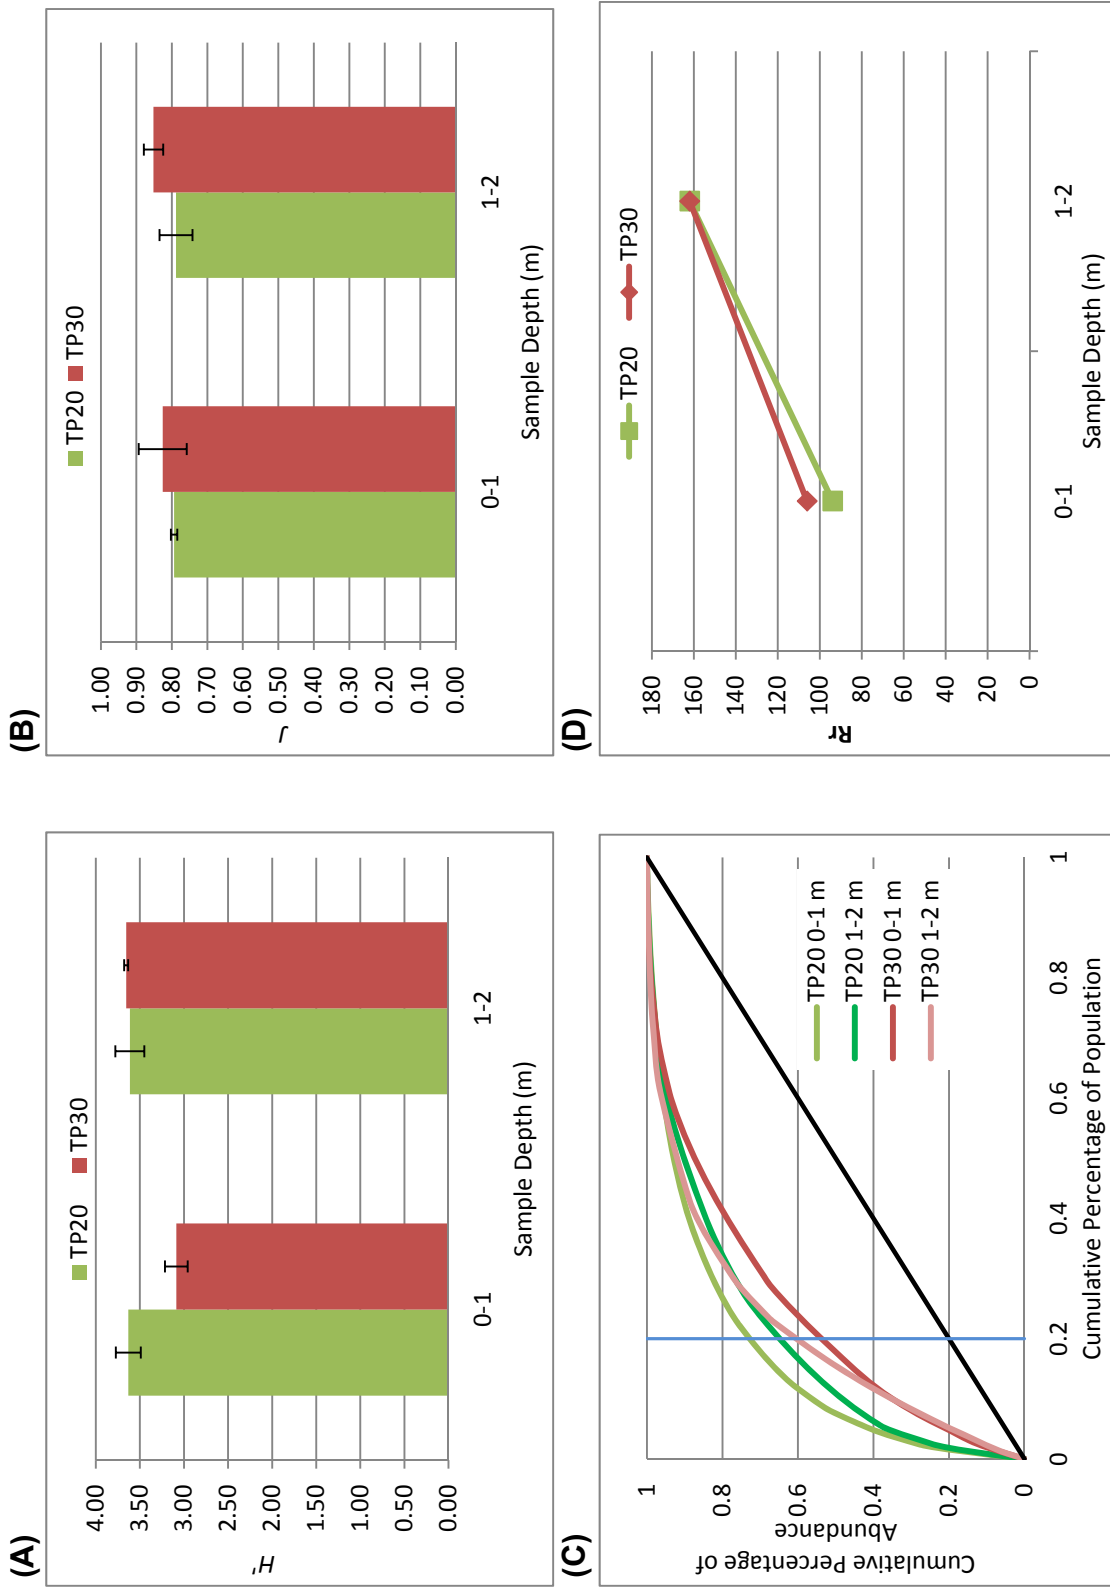 (A)
TP20 TP30
4.00
3.50
3.00
2.50
2.00
1.50
1.00
0.50
0.00
H'
0-1 1-2
Sample Depth (m)
(B)
TP20 TP30
1.00
0.90
0.80
0.70
0.60
0.50
0.40
0.30
0.20
0.10
0.00
J
0-1 1-2
Sample Depth (m)
(C)
1
0.8
0.6
0.4
0.2
0
Cumulative Percentage of
Abundance
TP20 0-1 m
TP20 1-2 m
TP30 0-1 m
TP30 1-2 m
0 0.2 0.4 0.6 0.8 1
Cumulative Percentage of Population
(D)
TP20 TP30
180
160
140
120
100
80
60
40
20
0
Rr
0-1 1-2
Sample Depth (m)